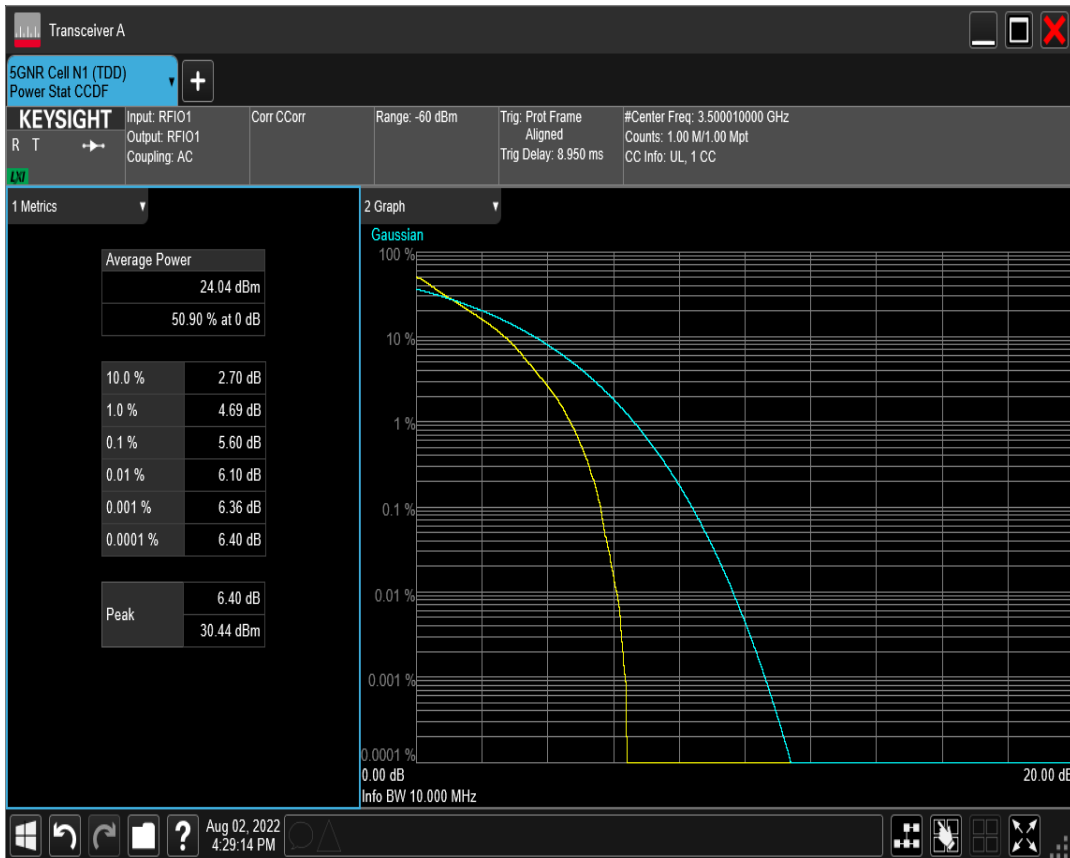 Transceiver A
5GNR Cell N1 (TDD)
Power Stat CCDF
KEYSIGHT
R T
LXI
Input: RFIO1
Output: RFIO1
Coupling: AC
Corr CCorr
Range: -60 dBm
Trig: Prot Frame
Aligned
Trig Delay: 8.950 ms
#Center Freq: 3.500010000 GHz
Counts: 1.00 M/1.00 Mpt
CC Info: UL, 1 CC
1 Metrics
Average Power
24.04 dBm
50.90 % at 0 dB
10.0 % 2.70 dB
1.0 % 4.69 dB
0.1 % 5.60 dB
0.01 % 6.10 dB
0.001 % 6.36 dB
0.0001 % 6.40 dB
Peak
6.40 dB
30.44 dBm
2 Graph
Gaussian
100 %
10 %
1 %
0.1 %
0.01 %
0.001 %
0.0001 %
0.00 dB 20.00 dB
Info BW 10.000 MHz
?
Aug 02, 2022
4:29:14 PM